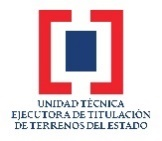 UNIDAD TÉCNICA
EJECUTORA DE TITULACIÓN
DE TERRENOS DEL ESTADO